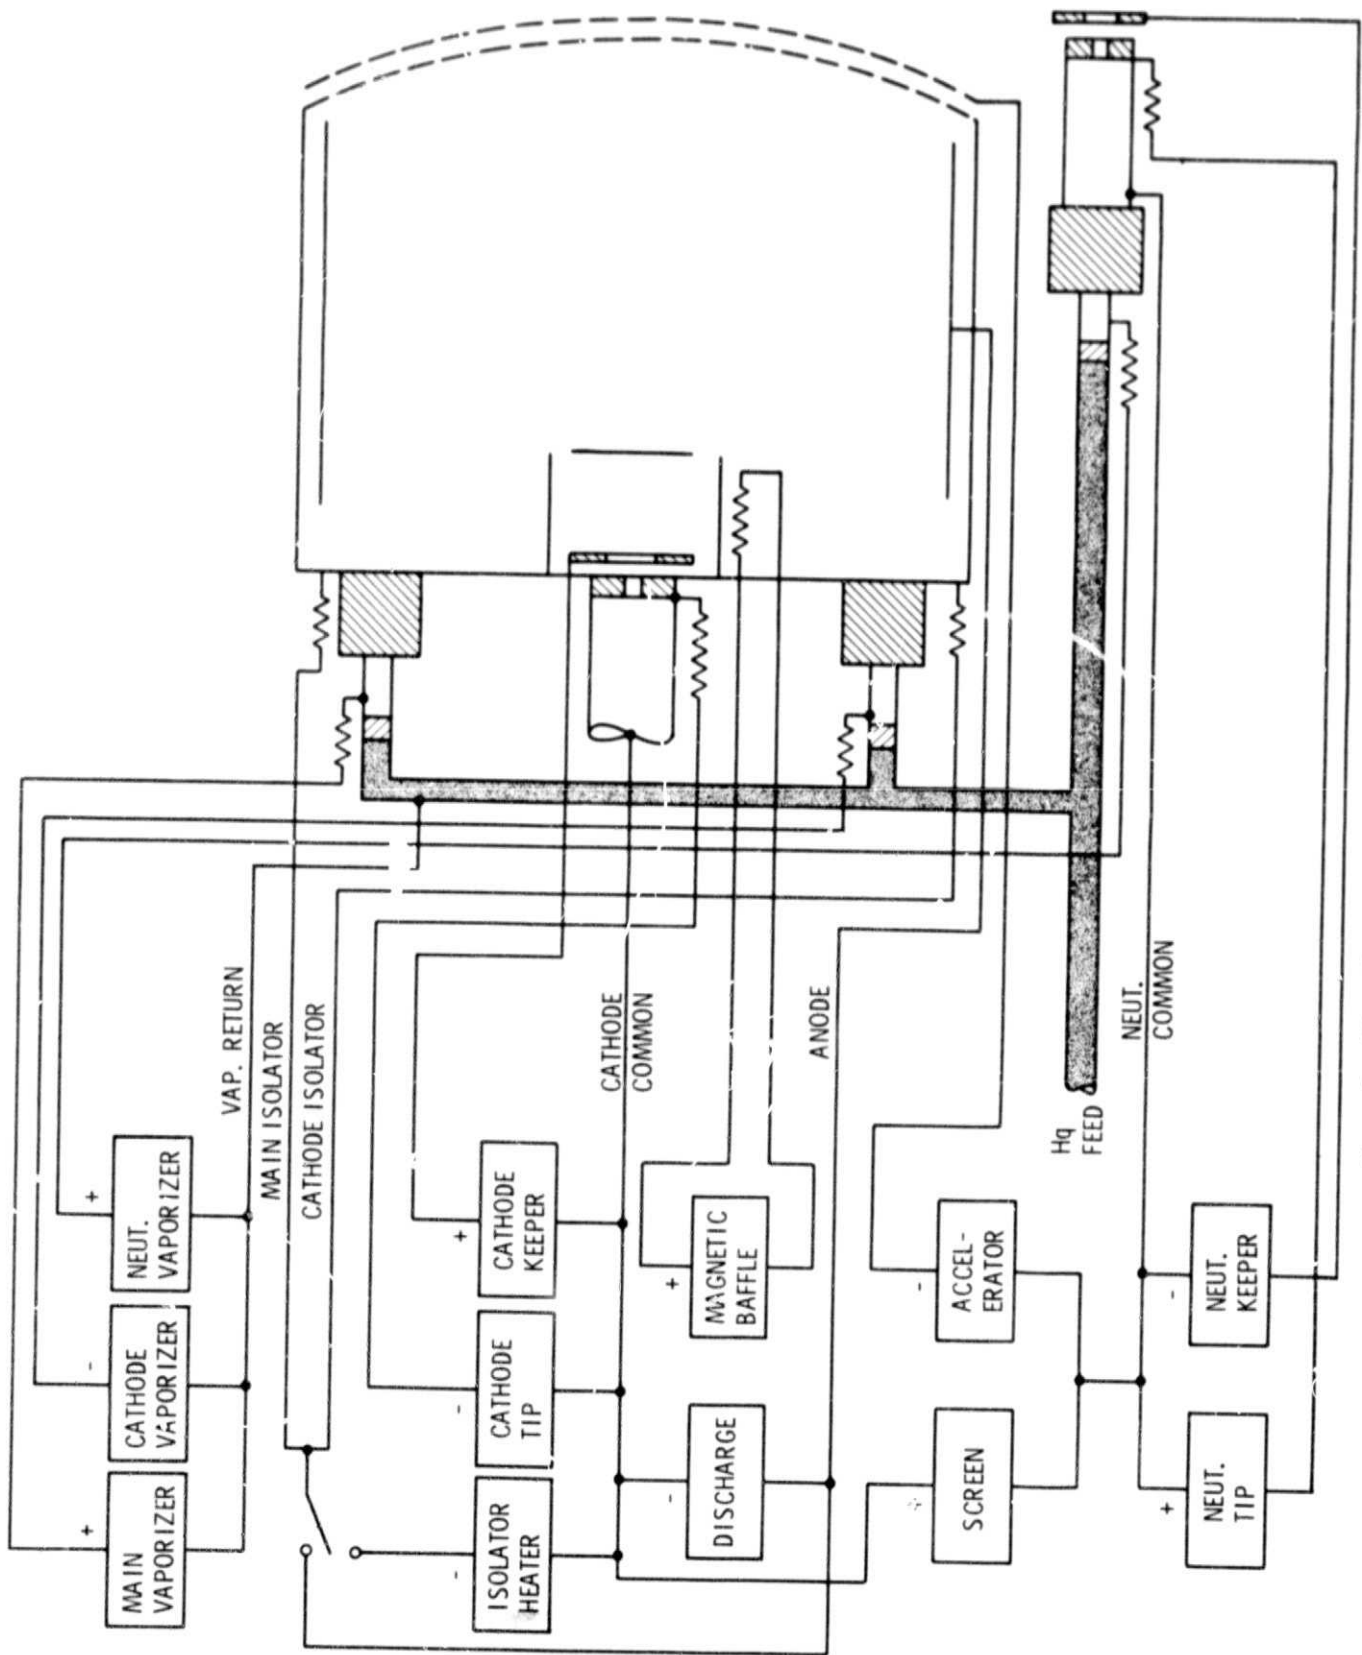 VAP. RETURN
MAIN ISOLATOR
CATHODE ISOLATOR
CATHODE
COMMON
ANODE
NEUT.
COMMON
Hq
FEED
+
NEUT.
VAPORIZER
-
CATHODE
VAPORIZER
+
MAIN
VAPORIZER
+
CATHODE
KEEPER
-
CATHODE
TIP
-
ISOLATOR
HEATER
+
MAGNETIC
BAFFLE
-
DISCHARGE
-
ACCEL-
ERATOR
+
SCREEN
-
NEUT.
KEEPER
+
NEUT.
TIP